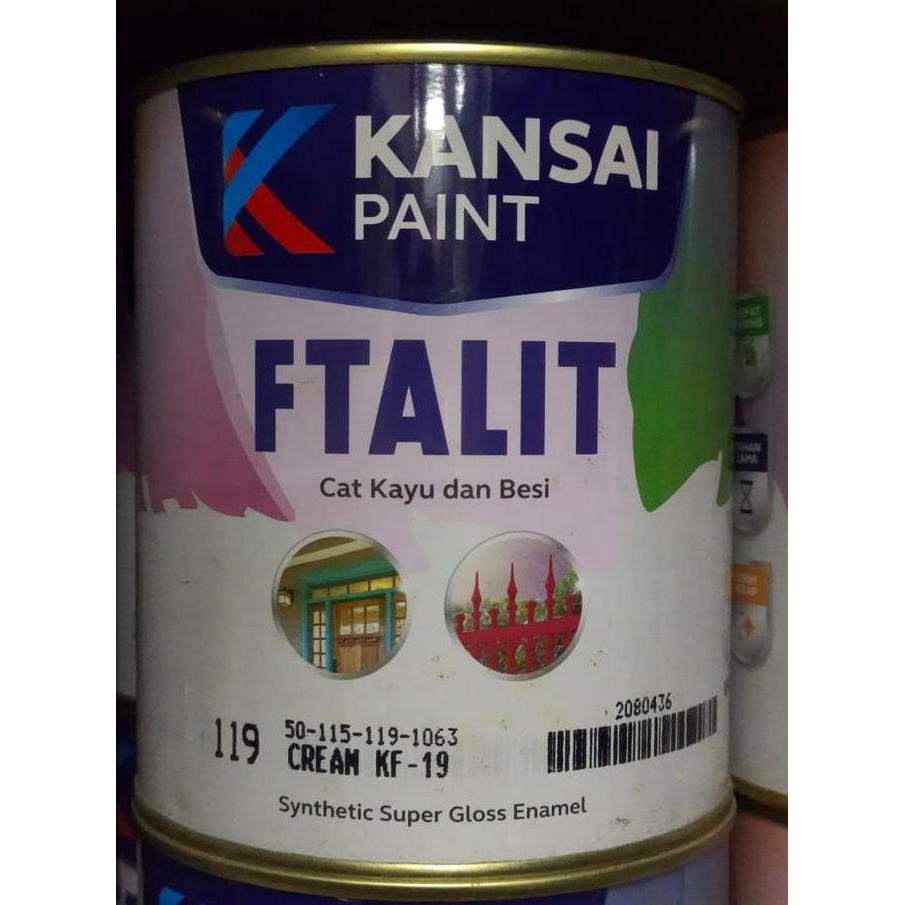 KANSAI
PAINT
FTALIT
Cat Kayu dan Besi
119
50-115-119-1063
CREAM KF-19
2080436
Synthetic Super Gloss Enamel